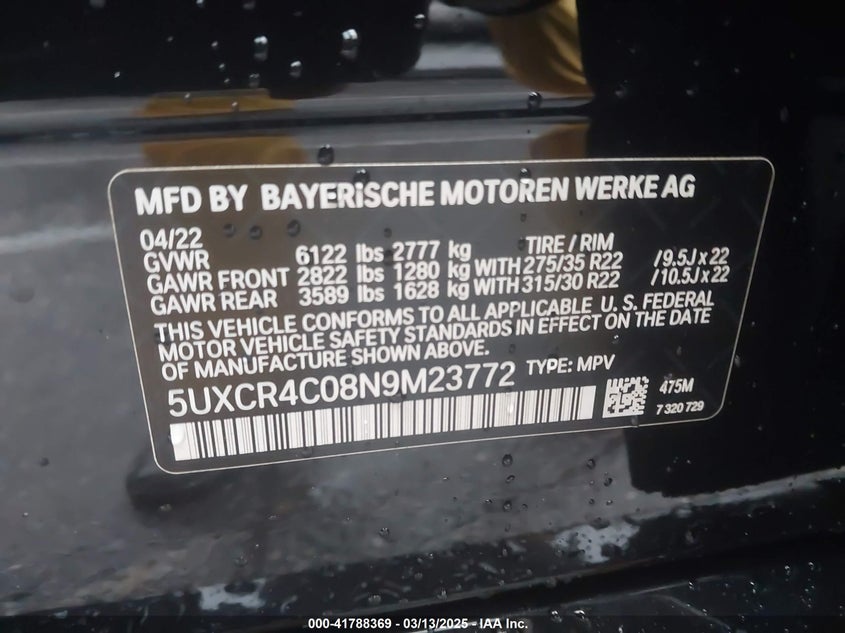 MFD BY BAYERiSCHE MOTOREN WERKE AG
04/22 TIRE / RIM
GVWR 6122 lbs 2777 kg
GAWR FRONT 2822 lbs 1280 kg WITH 275/35 R22 /9.5J x 22
GAWR REAR 3589 lbs 1628 kg WITH 315/30 R22 /10.5J x 22
THIS VEHICLE CONFORMS TO ALL APPLICABLE U. S. FEDERAL
MOTOR VEHICLE SAFETY STANDARDS IN EFFECT ON THE DATE
OF MANUFACTURE SHOWN ABOVE.
5UXCR4C08N9M23772 TYPE: MPV
475M
7 320 729
000-41788369 - 03/13/2025 - IAA Inc.